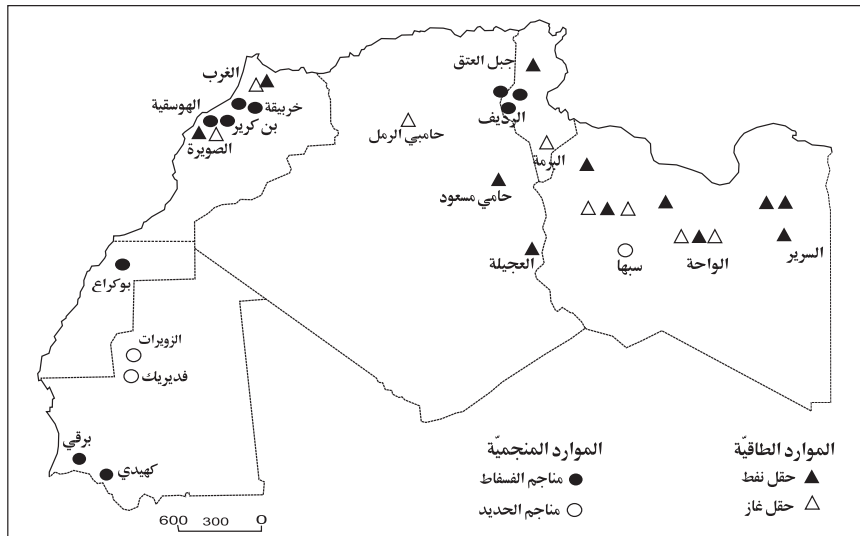 جبل العتق
الغرب
الهوسقية
خريبقة
بن كرير
الصويرة
حامبي الرمل
الرديف
البرمة
حامي مسعود
العجيلة
سبها
الواحة
السرير
بوكراع
الزويرات
فديريك
برقي
كهيدي
الموارد الطاقيّة
حقل نفط
حقل غاز
الموارد المنجميّة
مناجم الفسفاط
مناجم الحديد
600 300 0